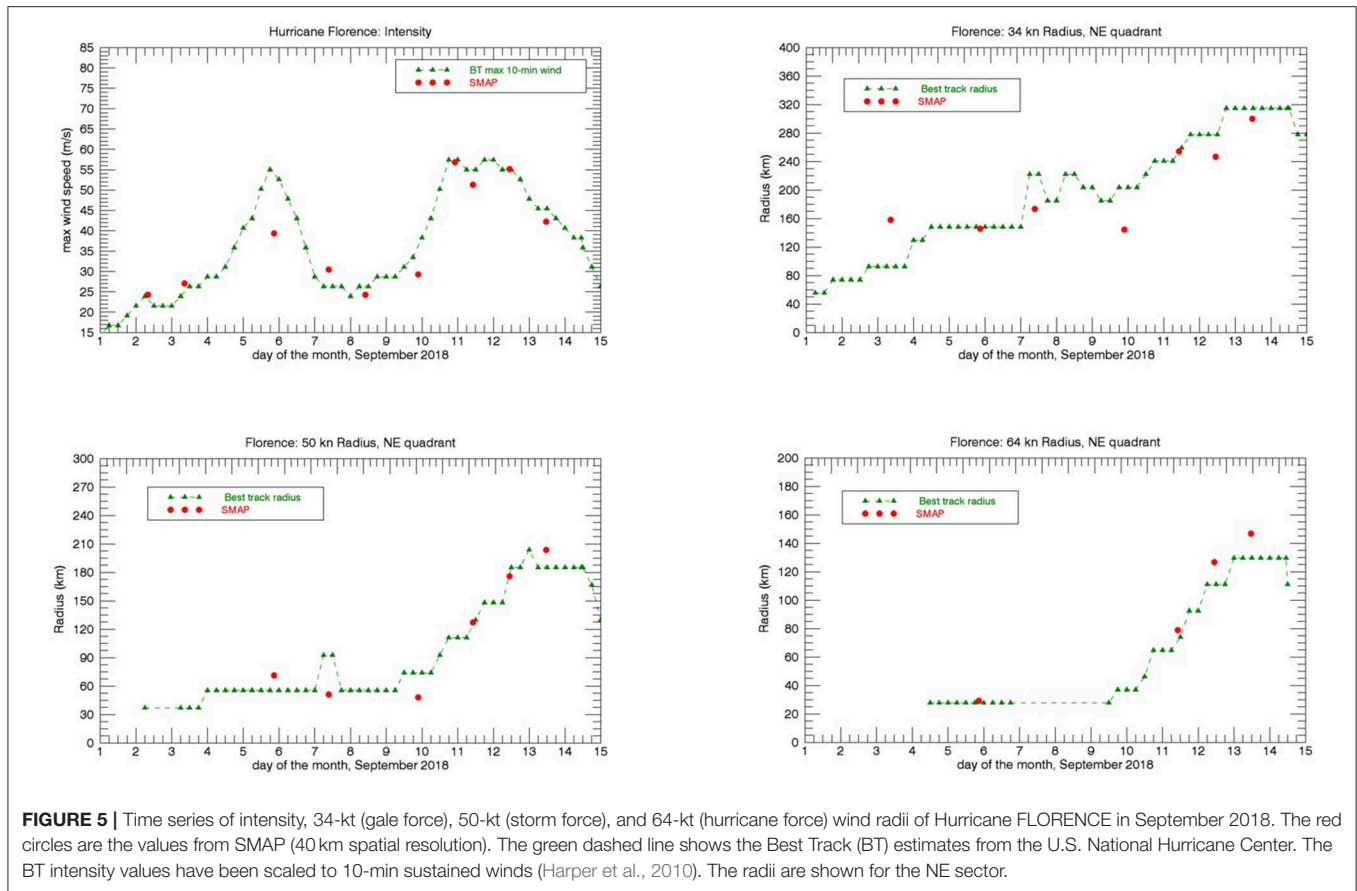 Hurricane Florence: Intensity
85
80
75
70
65
60
55
50
45
40
35
30
25
20
15
max wind speed (m/s)
BT max 10-min wind
SMAP
1 2 3 4 5 6 7 8 9 10 11 12 13 14 15
day of the month, September 2018
Florence: 34 kn Radius, NE quadrant
400
360
320
280
240
200
160
120
80
40
0
Radius (km)
Best track radius
SMAP
1 2 3 4 5 6 7 8 9 10 11 12 13 14 15
day of the month, September 2018
Florence: 50 kn Radius, NE quadrant
300
270
240
210
180
150
120
90
60
30
0
Radius (km)
Best track radius
SMAP
1 2 3 4 5 6 7 8 9 10 11 12 13 14 15
day of the month, September 2018
Florence: 64 kn Radius, NE quadrant
200
180
160
140
120
100
80
60
40
20
0
Radius (km)
Best track radius
SMAP
1 2 3 4 5 6 7 8 9 10 11 12 13 14 15
day of the month, September 2018
FIGURE 5 | Time series of intensity, 34-kt (gale force), 50-kt (storm force), and 64-kt (hurricane force) wind radii of Hurricane FLORENCE in September 2018. The red
circles are the values from SMAP (40 km spatial resolution). The green dashed line shows the Best Track (BT) estimates from the U.S. National Hurricane Center. The
BT intensity values have been scaled to 10-min sustained winds (Harper et al., 2010). The radii are shown for the NE sector.